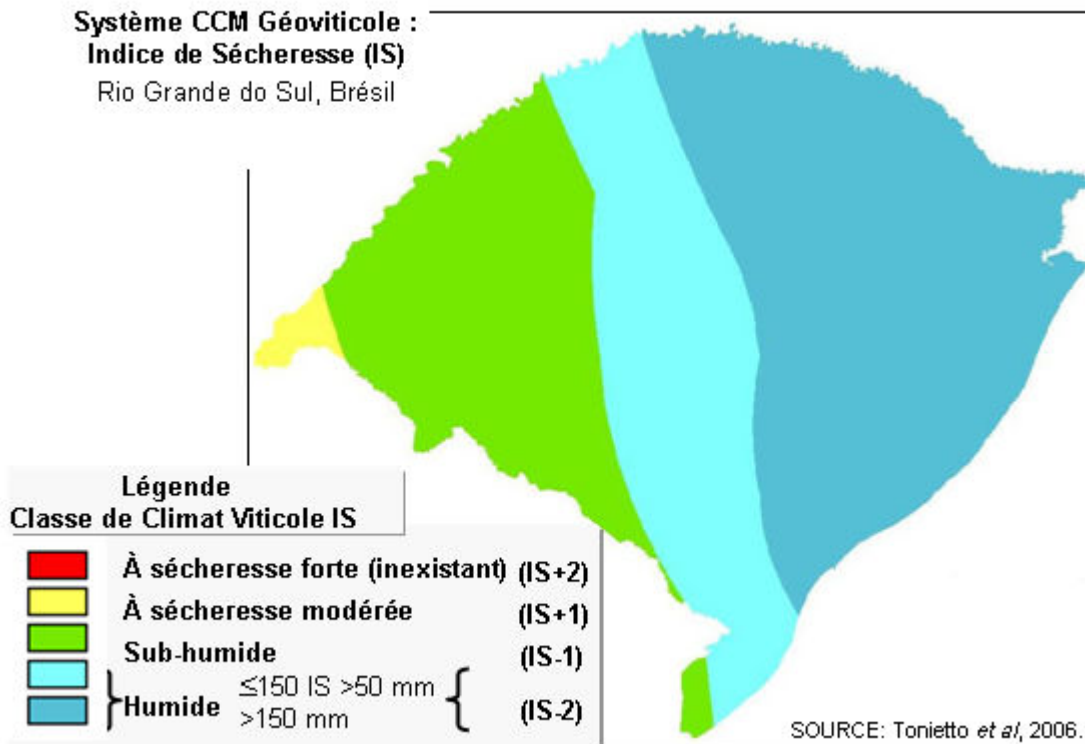 Système CCM Géoviticole :
Indice de Sécheresse (IS)
Rio Grande do Sul, Brésil
Légende
Classe de Climat Viticole IS
À sécheresse forte (inexistant) (IS+2)
À sécheresse modérée (IS+1)
Sub-humide (IS-1)
≤150 IS >50 mm
Humide >150 mm (IS-2)
SOURCE: Tonietto et al, 2006.